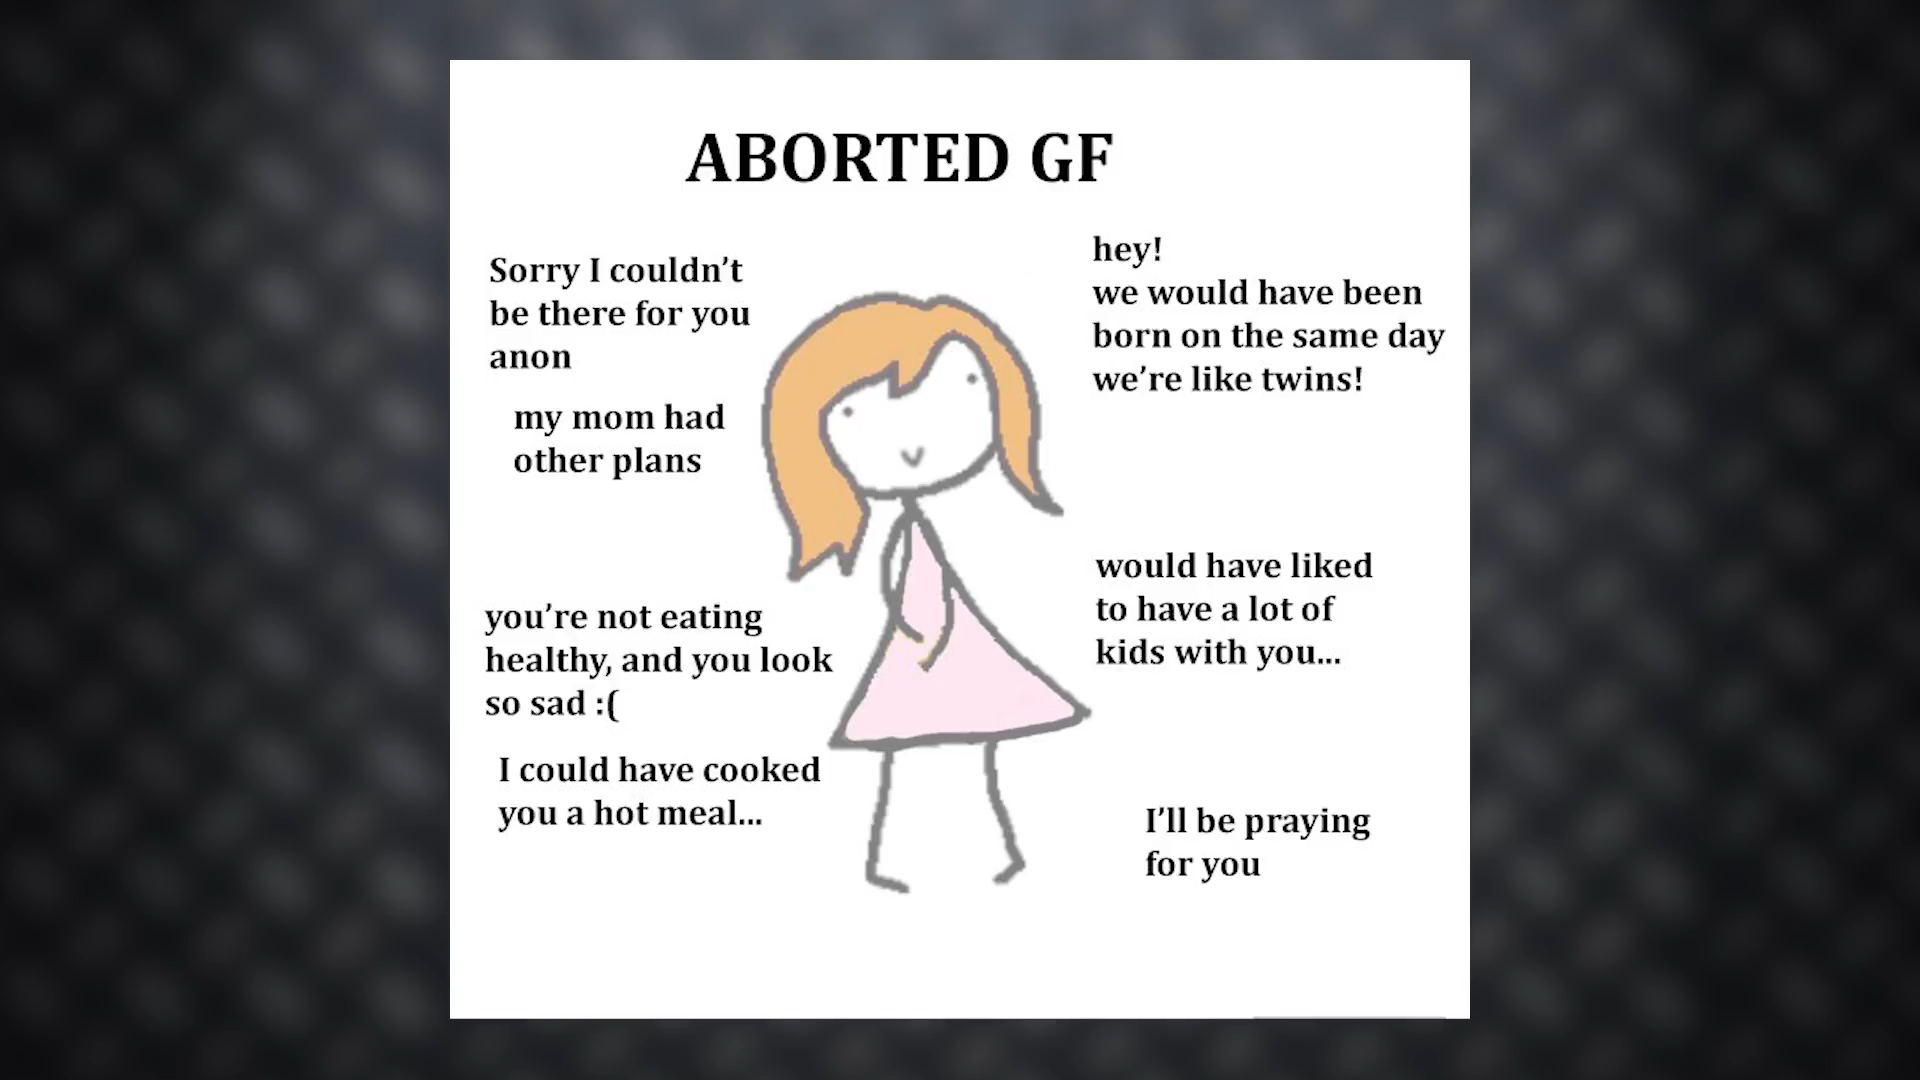 ABORTED GF
Sorry I couldn’t
be there for you
anon
my mom had
other plans
hey!
we would have been
born on the same day
we’re like twins!
you’re not eating
healthy, and you look
so sad :(
I could have cooked
you a hot meal...
would have liked
to have a lot of
kids with you...
I’ll be praying
for you